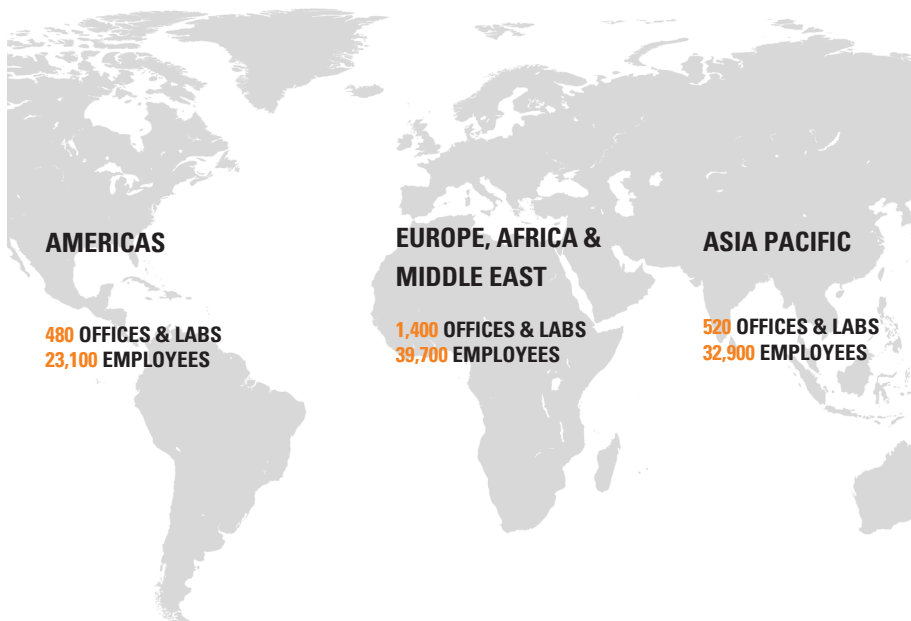 AMERICAS
480 OFFICES & LABS
23,100 EMPLOYEES
EUROPE, AFRICA &
MIDDLE EAST
1,400 OFFICES & LABS
39,700 EMPLOYEES
ASIA PACIFIC
520 OFFICES & LABS
32,900 EMPLOYEES